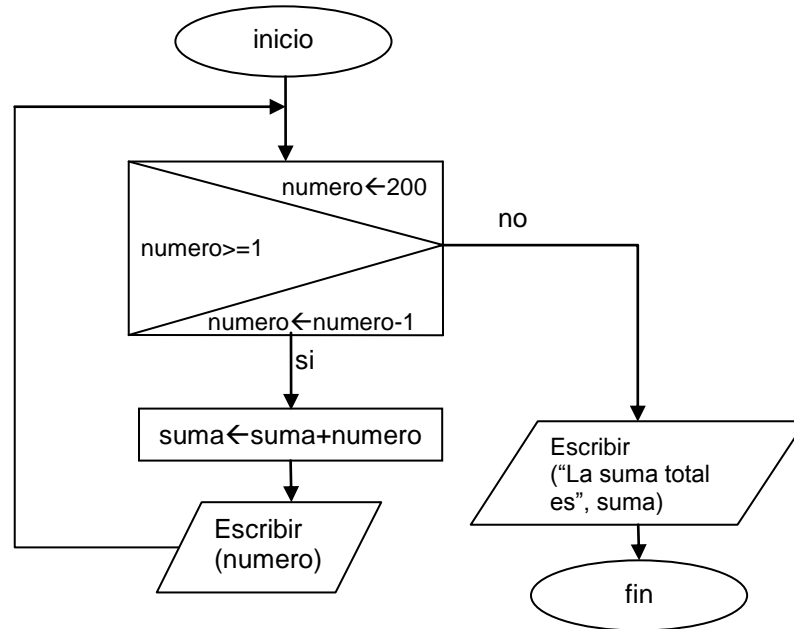 inicio
numero←200
no
numero>=1
numero←numero-1
si
suma←suma+numero
Escribir
(“La suma total
es”, suma)
Escribir
(numero)
fin